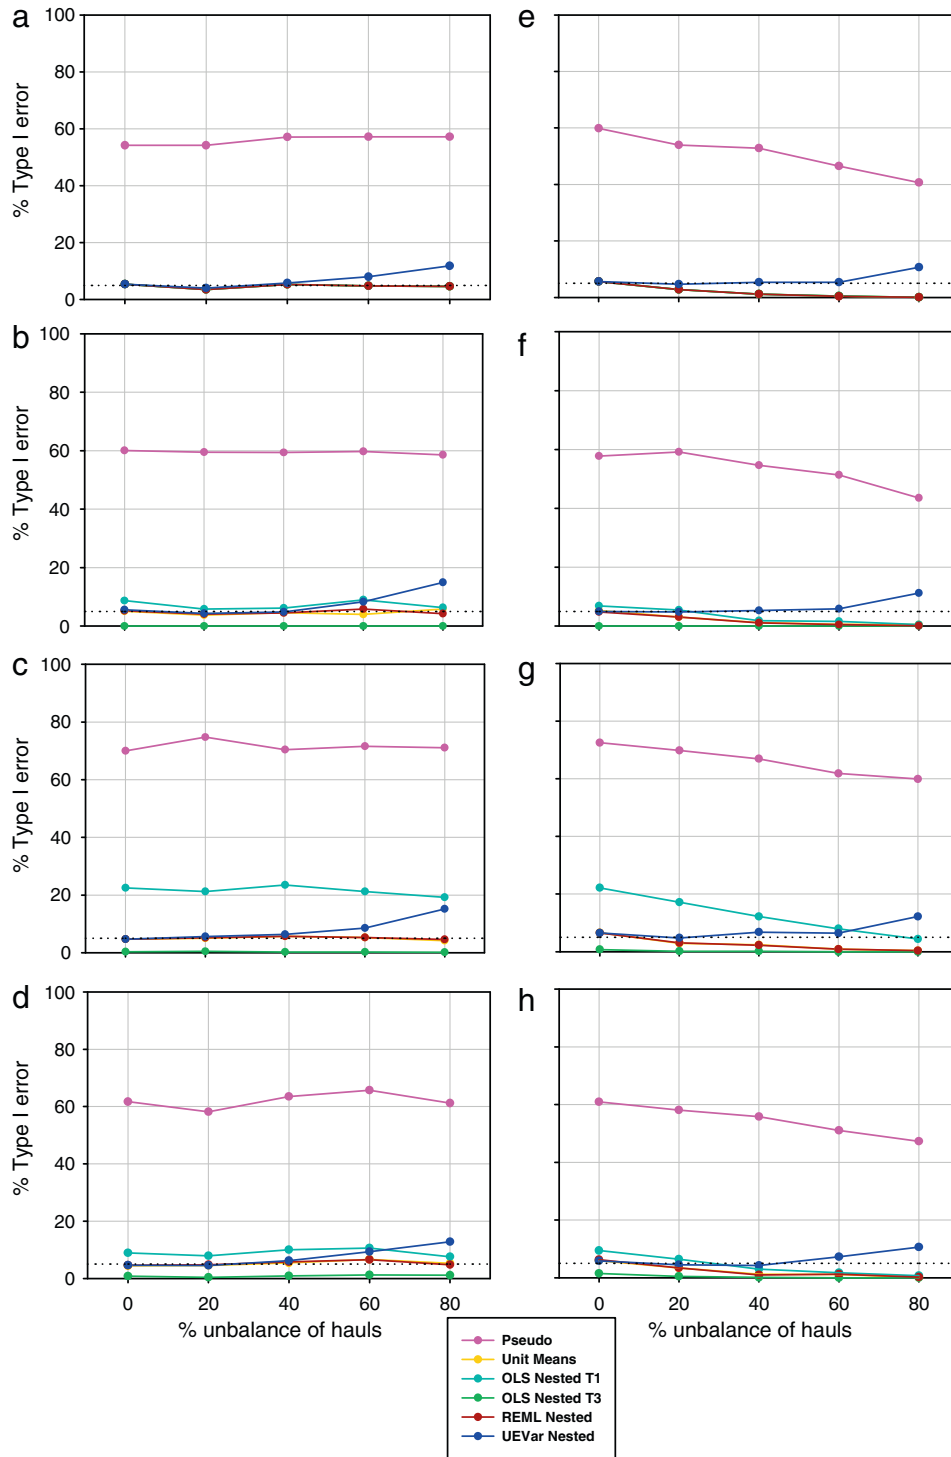 a
100
80
60
40
20
0
% Type I error
e
b
100
80
60
40
20
0
% Type I error
f
c
100
80
60
40
20
0
% Type I error
g
d
100
80
60
40
20
0
% Type I error
0 20 40 60 80
% unbalance of hauls
h
0 20 40 60 80
% unbalance of hauls
Pseudo
Unit Means
OLS Nested T1
OLS Nested T3
REML Nested
UEVar Nested